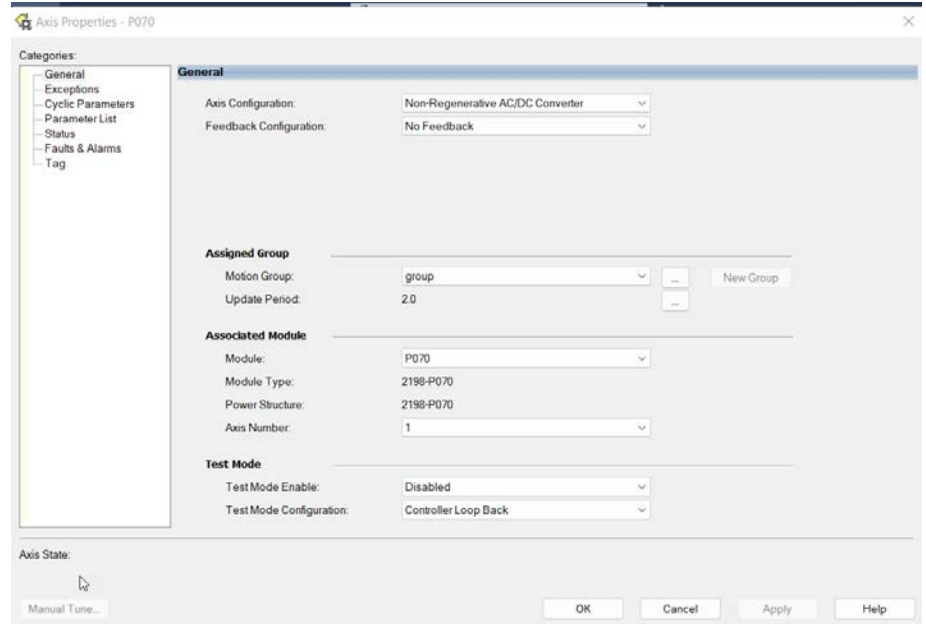 Axis Properties - P070
Categories:
General
Exceptions
Cyclic Parameters
Parameter List
Status
Faults & Alarms
Tag
General
Axis Configuration: Non-Regenerative AC/DC Converter
Feedback Configuration: No Feedback
Assigned Group
Motion Group: group ... New Group
Update Period: 2.0 ...
Associated Module
Module: P070
Module Type: 2198-P070
Power Structure: 2198-P070
Axis Number: 1
Test Mode
Test Mode Enable: Disabled
Test Mode Configuration: Controller Loop Back
Axis State:
Manual Tune... OK Cancel Apply Help